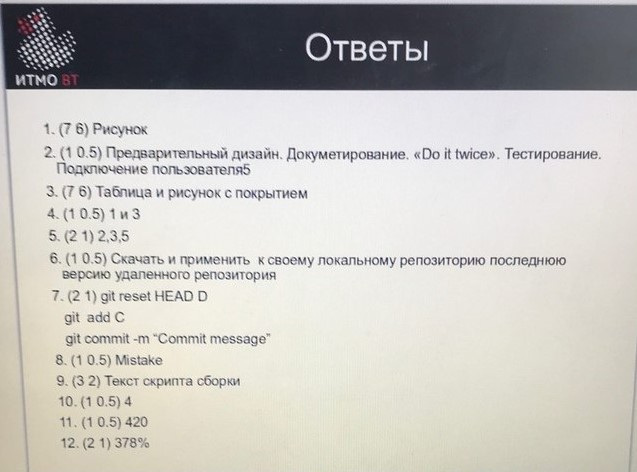 ИТМО ВТ
Ответы
1. (7 6) Рисунок
2. (1 0.5) Предварительный дизайн. Докуметирование. «Do it twice». Тестирование.
Подключение пользователя5
3. (7 6) Таблица и рисунок с покрытием
4. (1 0.5) 1 и 3
5. (2 1) 2,3,5
6. (1 0.5) Скачать и применить к своему локальному репозиторию последнюю
версию удаленного репозитория
7. (2 1) git reset HEAD D
git add C
git commit -m “Commit message”
8. (1 0.5) Mistake
9. (3 2) Текст скрипта сборки
10. (1 0.5) 4
11. (1 0.5) 420
12. (2 1) 378%